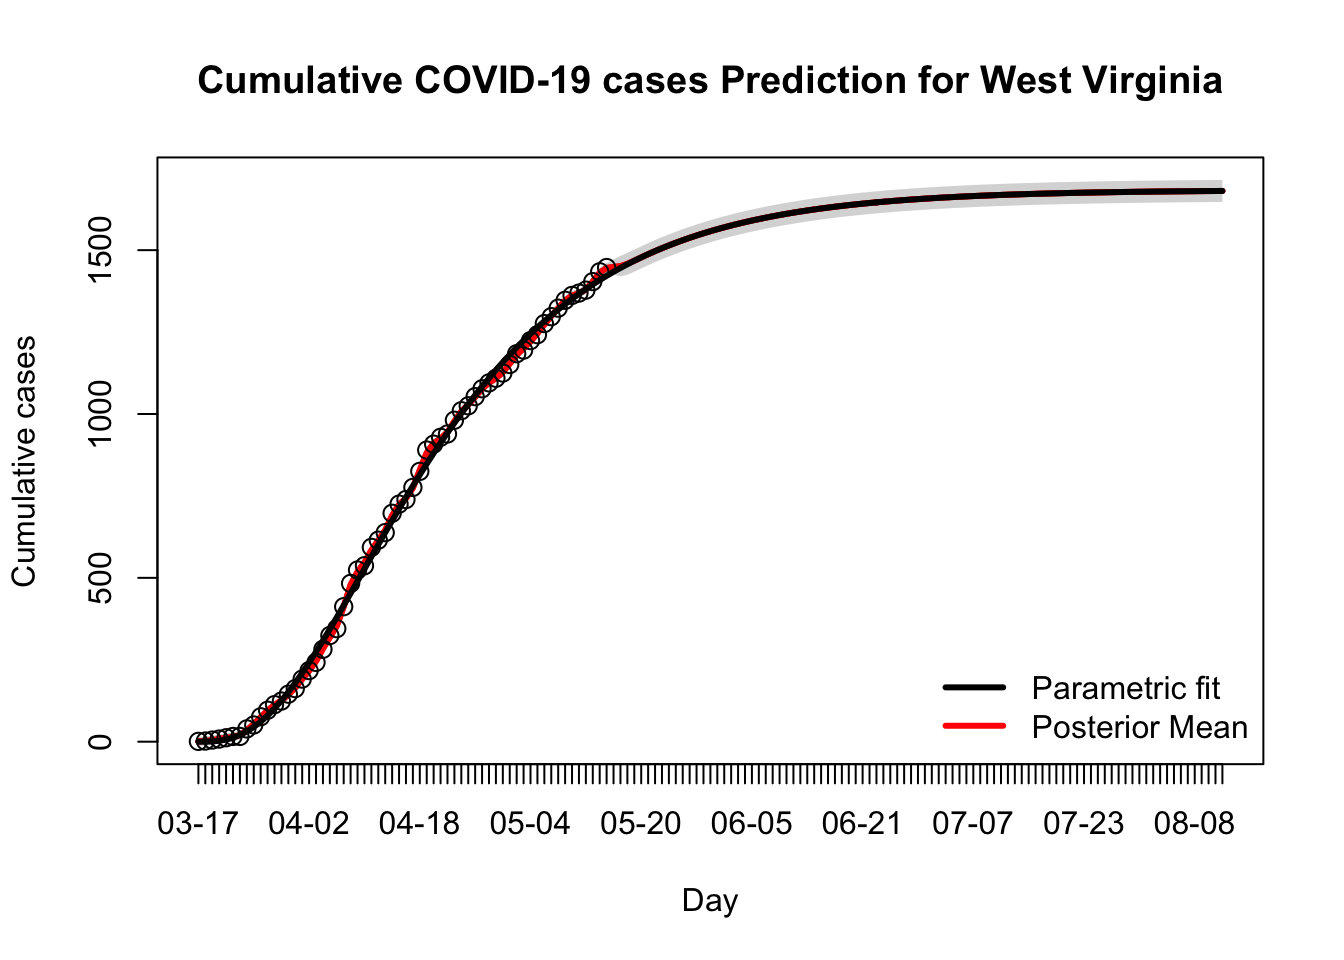 Cumulative COVID-19 cases Prediction for West Virginia
Cumulative cases
1500
1000
500
0
Parametric fit
Posterior Mean
03-17 04-02 04-18 05-04 05-20 06-05 06-21 07-07 07-23 08-08
Day